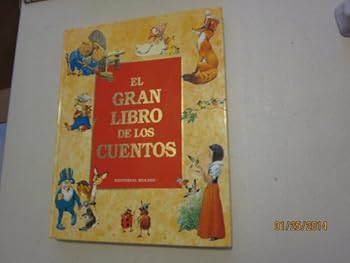 EL
GRAN
LIBRO
DE LOS
CUENTOS
EDITORIAL MOLINO
01/25/2014